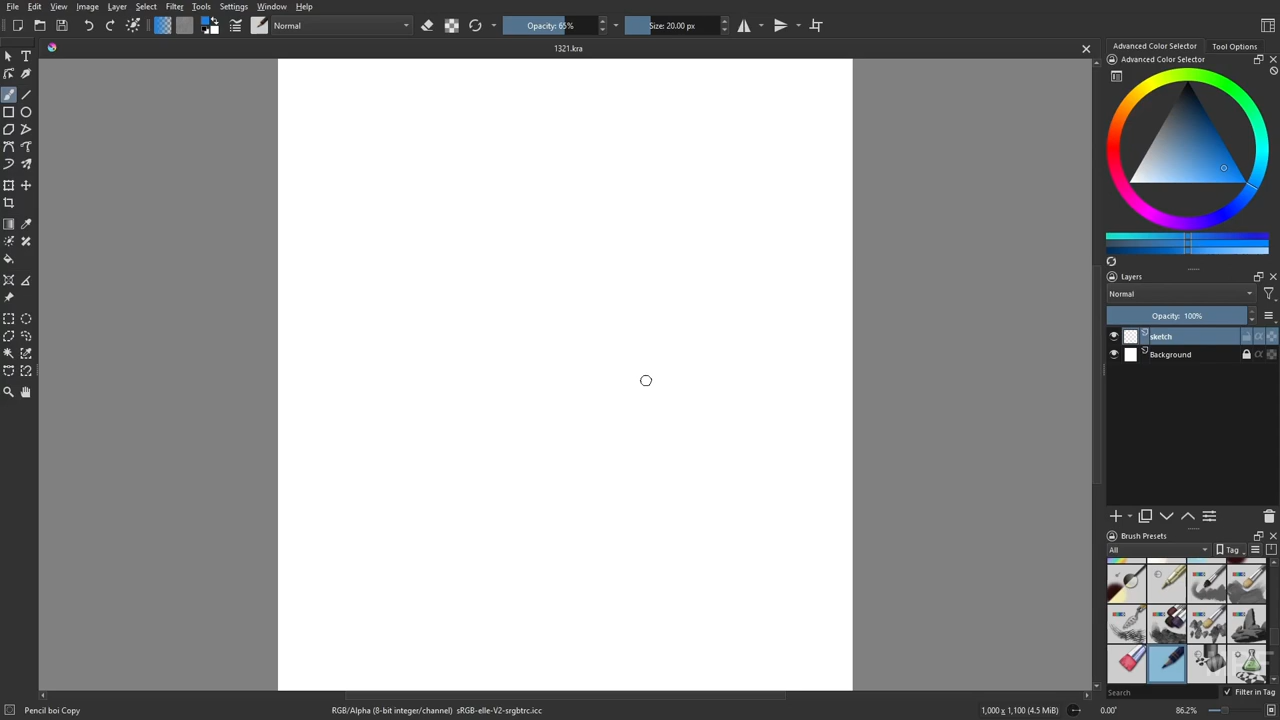 File Edit View Image Layer Select Filter Tools Settings Window Help
Normal Opacity: 65% Size: 20.00 px
1321.kra
Advanced Color Selector Tool Options
Advanced Color Selector
Layers
Normal
Opacity: 100%
sketch
Background
Brush Presets
All Tag
Search Filter in Tag
Pencil boi Copy RGB/Alpha (8-bit integer/channel) sRGB-elle-V2-srgbtrc.icc 1,000 x 1,100 (4.5 MiB) 0.00° 86.2%